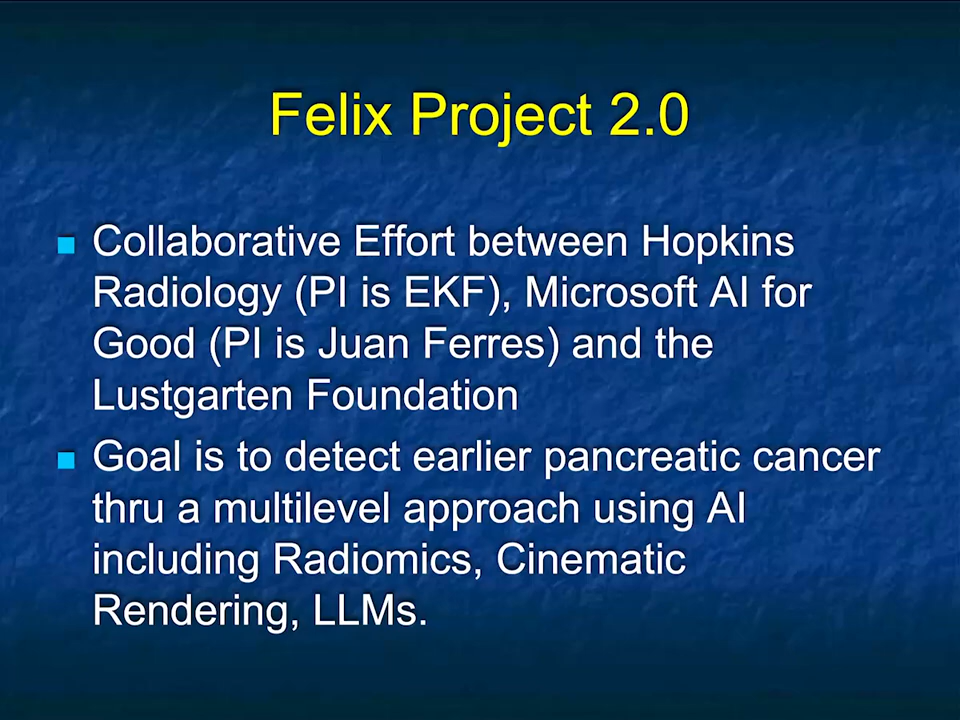 Felix Project 2.0
Collaborative Effort between Hopkins
Radiology (PI is EKF), Microsoft AI for
Good (PI is Juan Ferres) and the
Lustgarten Foundation
Goal is to detect earlier pancreatic cancer
thru a multilevel approach using AI
including Radiomics, Cinematic
Rendering, LLMs.